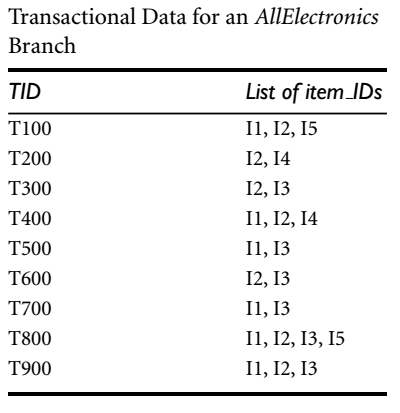 Transactional Data for an AllElectronics
Branch
TID List of item_IDs
T100 I1, I2, I5
T200 I2, I4
T300 I2, I3
T400 I1, I2, I4
T500 I1, I3
T600 I2, I3
T700 I1, I3
T800 I1, I2, I3, I5
T900 I1, I2, I3